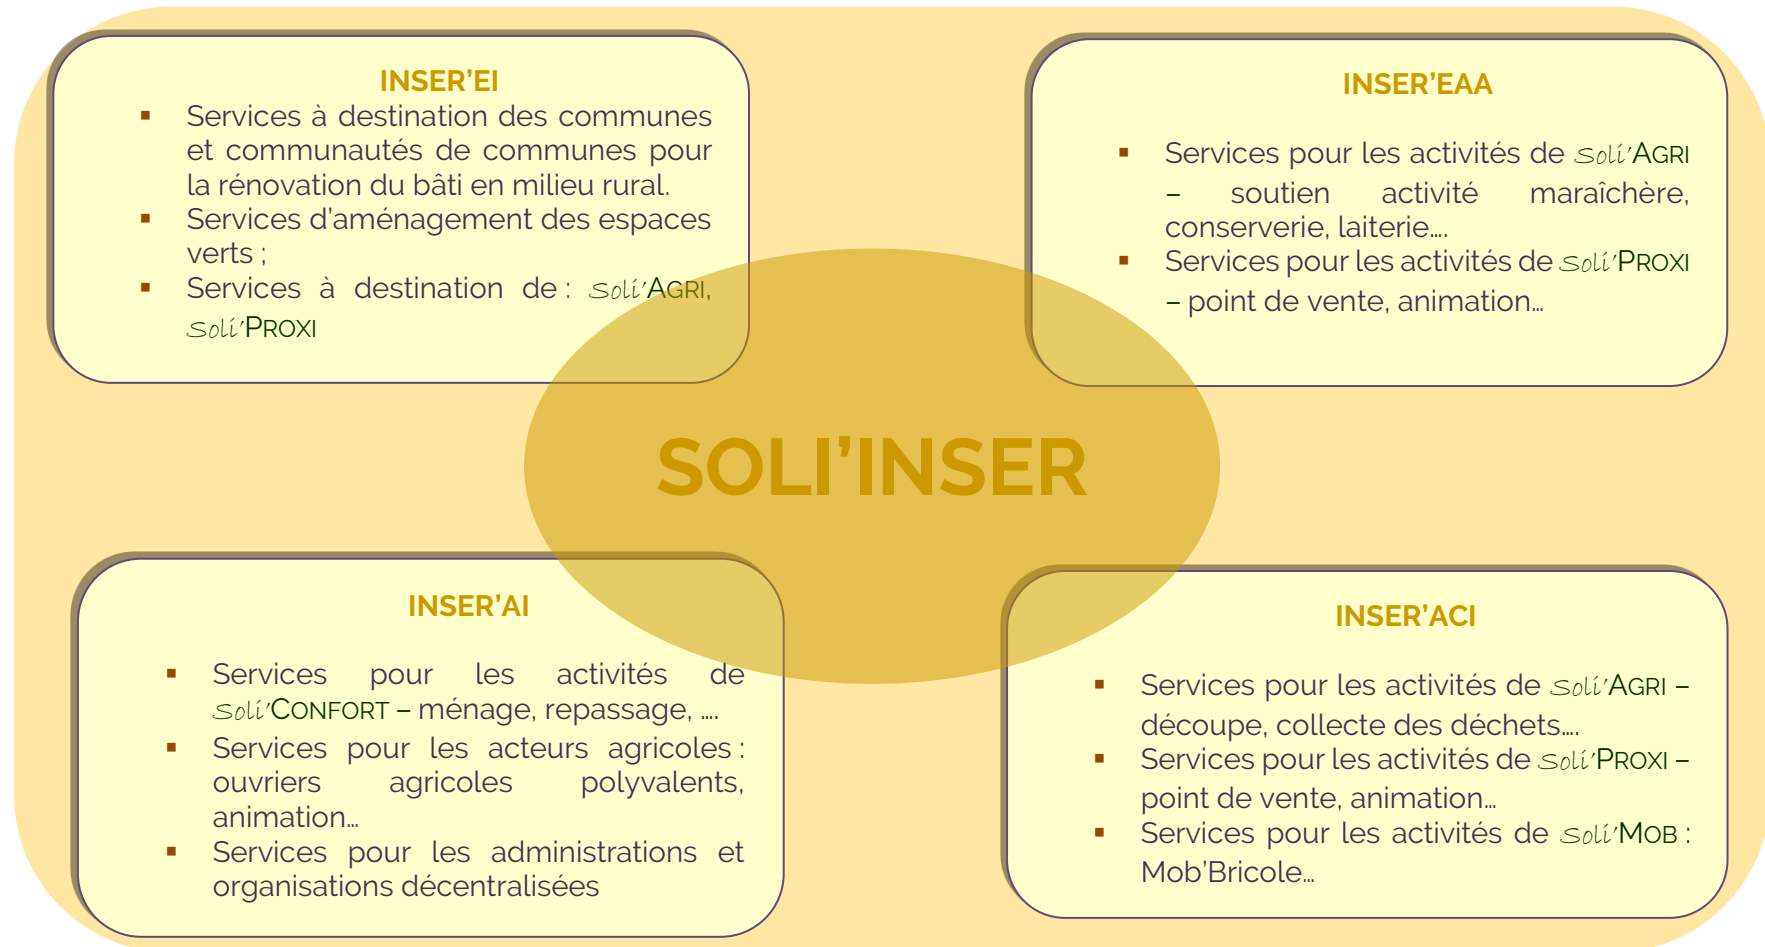 INSER’EI
▪ Services à destination des communes
et communautés de communes pour
la rénovation du bâti en milieu rural.
▪ Services d’aménagement des espaces
verts ;
▪ Services à destination de : Soli’AGRI,
Soli’PROXI
INSER’EAA
▪ Services pour les activités de Soli’AGRI
– soutien activité maraîchère,
conserverie, laiterie….
▪ Services pour les activités de Soli’PROXI
– point de vente, animation…
SOLI’INSER
INSER’AI
▪ Services pour les activités de
Soli’CONFORT – ménage, repassage, ….
▪ Services pour les acteurs agricoles :
ouvriers agricoles polyvalents,
animation…
▪ Services pour les administrations et
organisations décentralisées
INSER’ACI
▪ Services pour les activités de Soli’AGRI –
découpe, collecte des déchets….
▪ Services pour les activités de Soli’PROXI –
point de vente, animation…
▪ Services pour les activités de Soli’MOB :
Mob’Bricole…